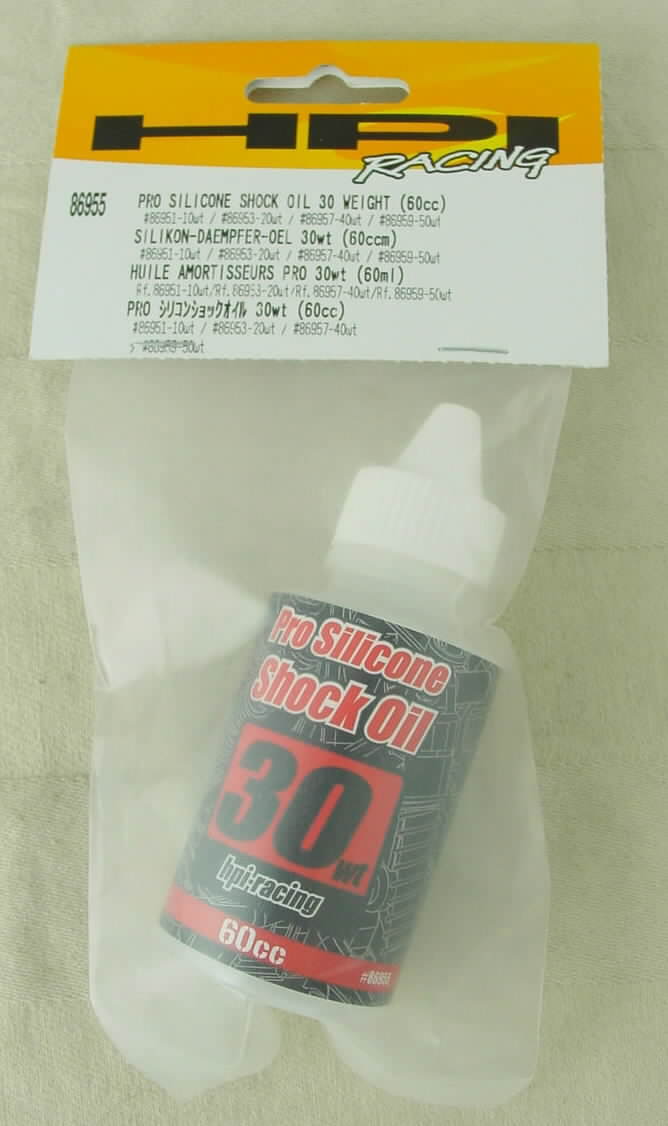 HPI
RACING
86955
PRO SILICONE SHOCK OIL 30 WEIGHT (60cc)
#86951-10wt / #86953-20wt / #86957-40wt / #86959-50wt
SILIKON-DAEMPFER-OEL 30wt (60ccm)
#86951-10wt / #86953-20wt / #86957-40wt / #86959-50wt
HUILE AMORTISSEURS PRO 30wt (60ml)
Rf.86951-10wt/Rf.86953-20wt/Rf.86957-40wt/Rf.86959-50wt
PRO シリコンショックオイル 30wt (60cc)
#86951-10wt / #86953-20wt / #86957-40wt
50wt
Pro Silicone
Shock Oil
30wt
hpi-racing
60cc
#86955